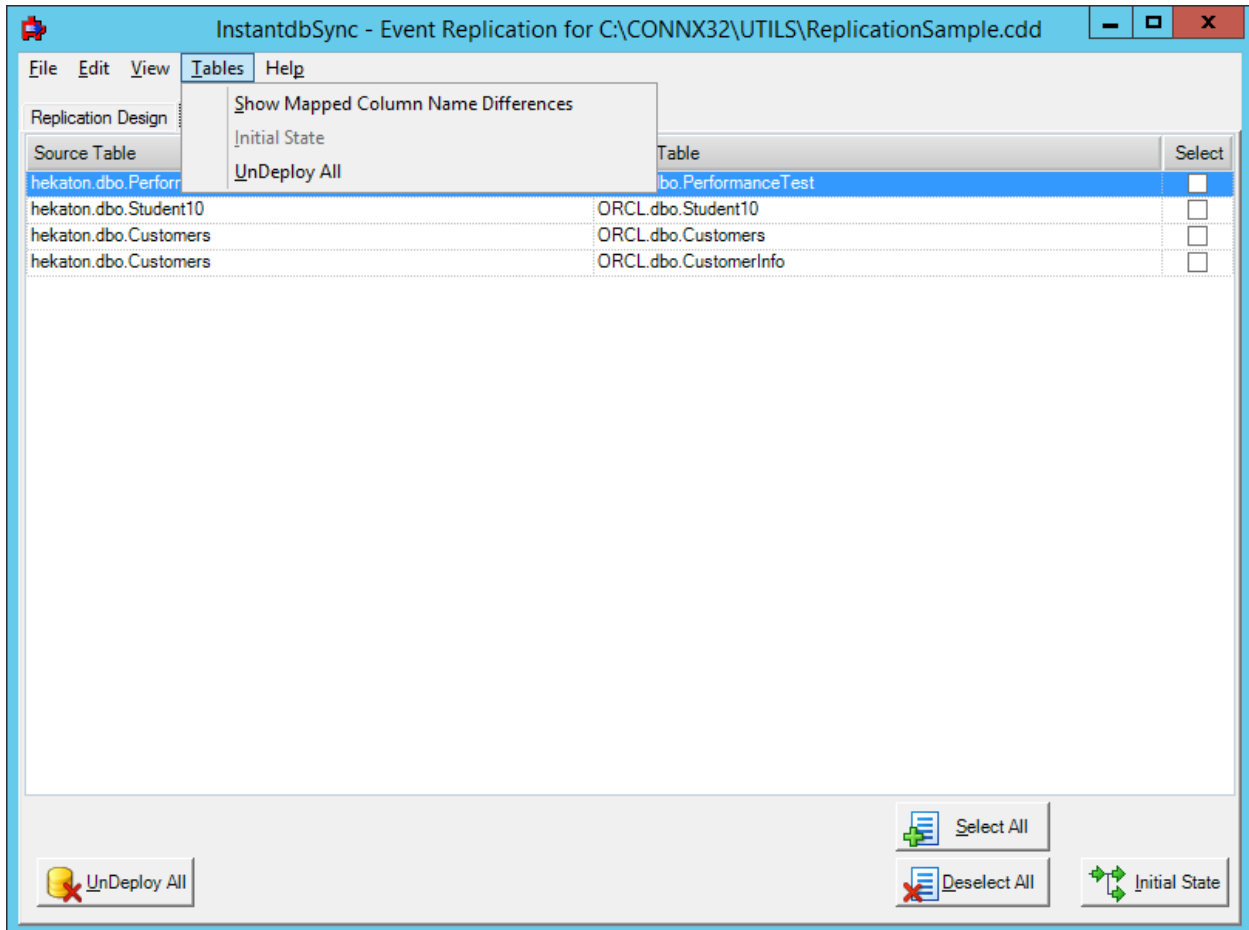 InstantdbSync - Event Replication for C:\CONNX32\UTILS\ReplicationSample.cdd
File Edit View Tables Help
Show Mapped Column Name Differences
Initial State
UnDeploy All
Replication Design
Source Table Table Select
hekaton.dbo.Perfor bo.PerformanceTest
hekaton.dbo.Student10 ORCL.dbo.Student10
hekaton.dbo.Customers ORCL.dbo.Customers
hekaton.dbo.Customers ORCL.dbo.CustomerInfo
Select All
UnDeploy All Deselect All Initial State